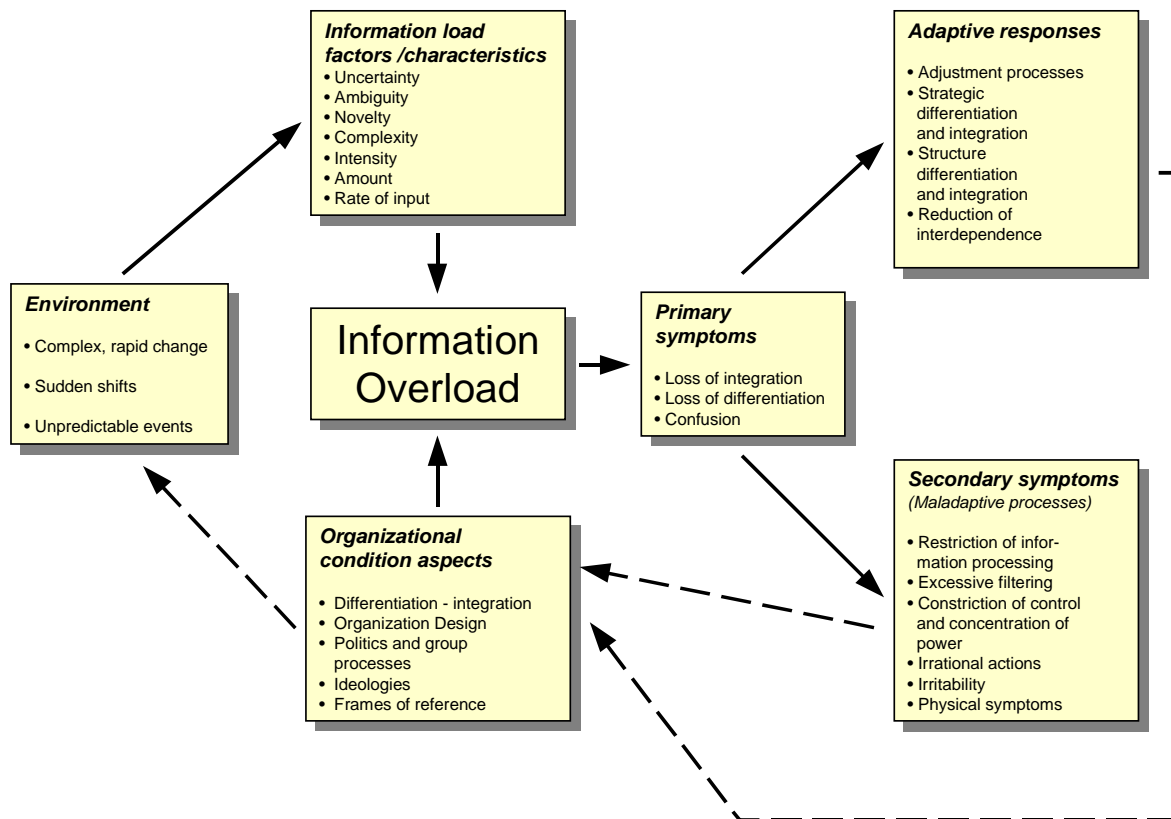 Information load
factors /characteristics
• Uncertainty
• Ambiguity
• Novelty
• Complexity
• Intensity
• Amount
• Rate of input
Adaptive responses
• Adjustment processes
• Strategic
differentiation
and integration
• Structure
differentiation
and integration
• Reduction of
interdependence
Environment
• Complex, rapid change
• Sudden shifts
• Unpredictable events
Information
Overload
Primary
symptoms
• Loss of integration
• Loss of differentiation
• Confusion
Organizational
condition aspects
• Differentiation - integration
• Organization Design
• Politics and group
processes
• Ideologies
• Frames of reference
Secondary symptoms
(Maladaptive processes)
• Restriction of infor-
mation processing
• Excessive filtering
• Constriction of control
and concentration of
power
• Irrational actions
• Irritability
• Physical symptoms